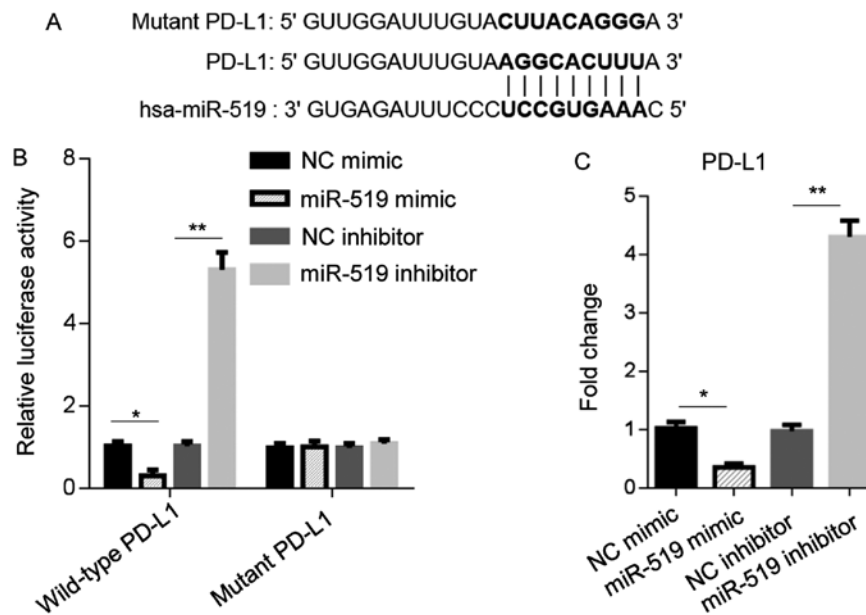 A
Mutant PD-L1: 5' GUUGGAUUUGUACUUACAGGGA 3'
PD-L1: 5' GUUGGAUUUGUAAGGCACUUUA 3'
hsa-miR-519 : 3' GUGAGAUUUCCCUCCGUGAAAC 5'
B
Relative luciferase activity
8
6
4
2
0
NC mimic
miR-519 mimic
NC inhibitor
miR-519 inhibitor
*
**
Wild-type PD-L1
Mutant PD-L1
C
PD-L1
Fold change
5
4
3
2
1
0
*
**
NC mimic
miR-519 mimic
NC inhibitor
miR-519 inhibitor